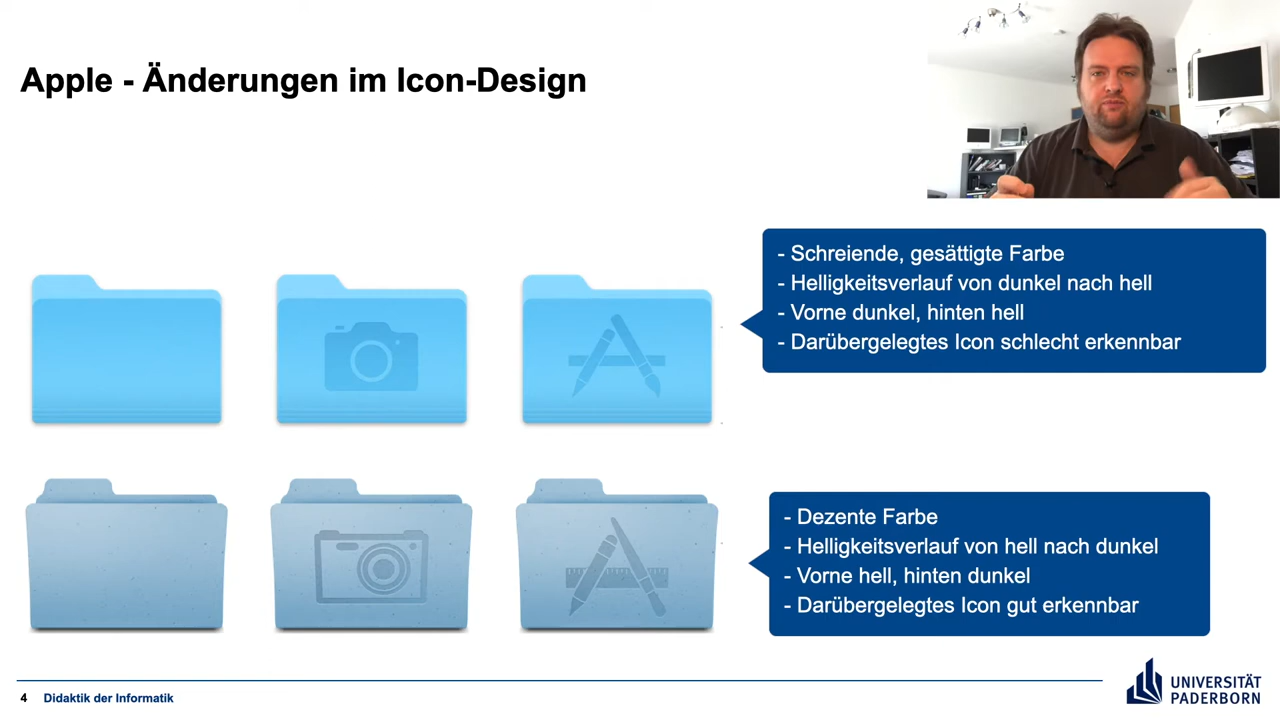 Apple - Änderungen im Icon-Design
- Schreiende, gesättigte Farbe
- Helligkeitsverlauf von dunkel nach hell
- Vorne dunkel, hinten hell
- Darübergelegtes Icon schlecht erkennbar
- Dezente Farbe
- Helligkeitsverlauf von hell nach dunkel
- Vorne hell, hinten dunkel
- Darübergelegtes Icon gut erkennbar
4 Didaktik der Informatik
UNIVERSITÄT
PADERBORN